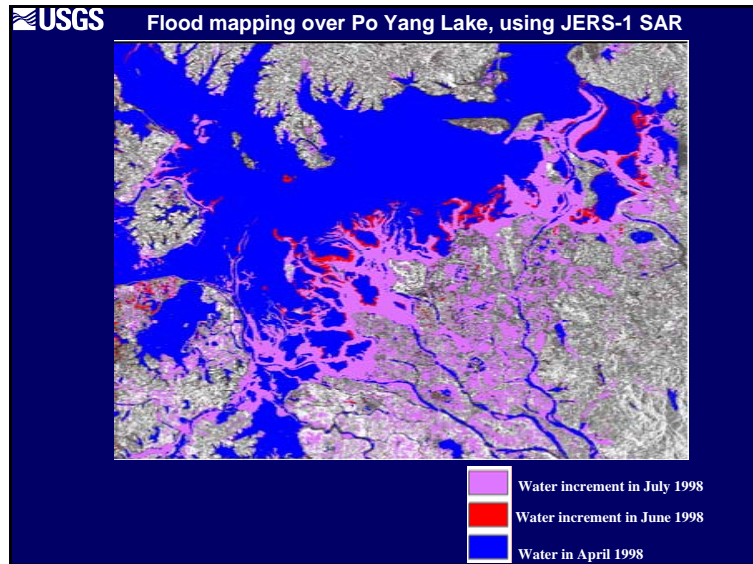 USGS
Flood mapping over Po Yang Lake, using JERS-1 SAR
Water increment in July 1998
Water increment in June 1998
Water in April 1998